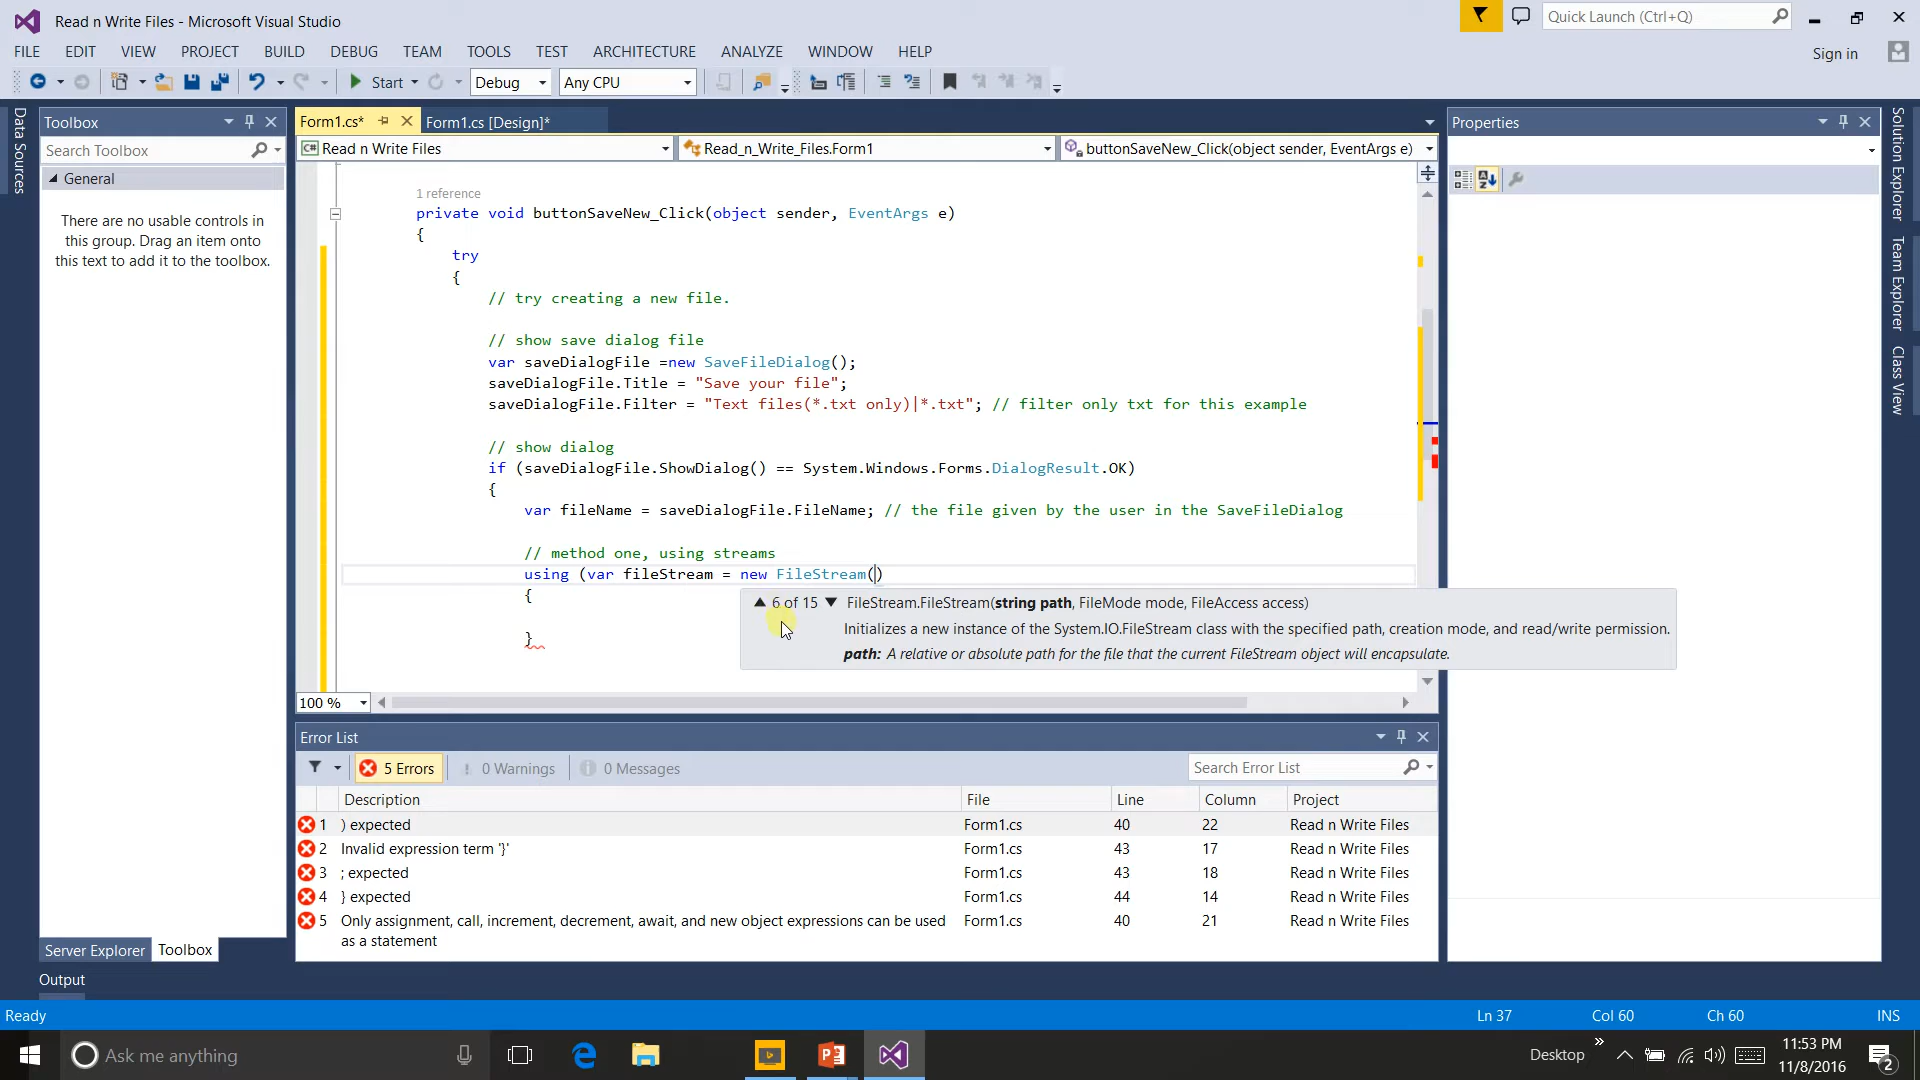 Read n Write Files - Microsoft Visual Studio
Quick Launch (Ctrl+Q)
FILE EDIT VIEW PROJECT BUILD DEBUG TEAM TOOLS TEST ARCHITECTURE ANALYZE WINDOW HELP
Sign in
Start Debug Any CPU
Data Sources
Toolbox
Search Toolbox
General
There are no usable controls in
this group. Drag an item onto
this text to add it to the toolbox.
Server Explorer Toolbox
Form1.cs* Form1.cs [Design]*
C# Read n Write Files Read_n_Write_Files.Form1 buttonSaveNew_Click(object sender, EventArgs e)
1 reference
private void buttonSaveNew_Click(object sender, EventArgs e)
{
try
{
// try creating a new file.
// show save dialog file
var saveDialogFile =new SaveFileDialog();
saveDialogFile.Title = "Save your file";
saveDialogFile.Filter = "Text files(*.txt only)|*.txt"; // filter only txt for this example
// show dialog
if (saveDialogFile.ShowDialog() == System.Windows.Forms.DialogResult.OK)
{
var fileName = saveDialogFile.FileName; // the file given by the user in the SaveFileDialog
// method one, using streams
using (var fileStream = new FileStream()
{
}
6 of 15 FileStream.FileStream(string path, FileMode mode, FileAccess access)
Initializes a new instance of the System.IO.FileStream class with the specified path, creation mode, and read/write permission.
path: A relative or absolute path for the file that the current FileStream object will encapsulate.
100 %
Properties
Solution Explorer
Team Explorer
Class View
Error List
5 Errors 0 Warnings 0 Messages Search Error List
Description File Line Column Project
1 ) expected Form1.cs 40 22 Read n Write Files
2 Invalid expression term '}' Form1.cs 43 17 Read n Write Files
3 ; expected Form1.cs 43 18 Read n Write Files
4 } expected Form1.cs 44 14 Read n Write Files
5 Only assignment, call, increment, decrement, await, and new object expressions can be used Form1.cs 40 21 Read n Write Files
as a statement
Output
Ready Ln 37 Col 60 Ch 60 INS
Ask me anything
Desktop
11:53 PM
11/8/2016
2